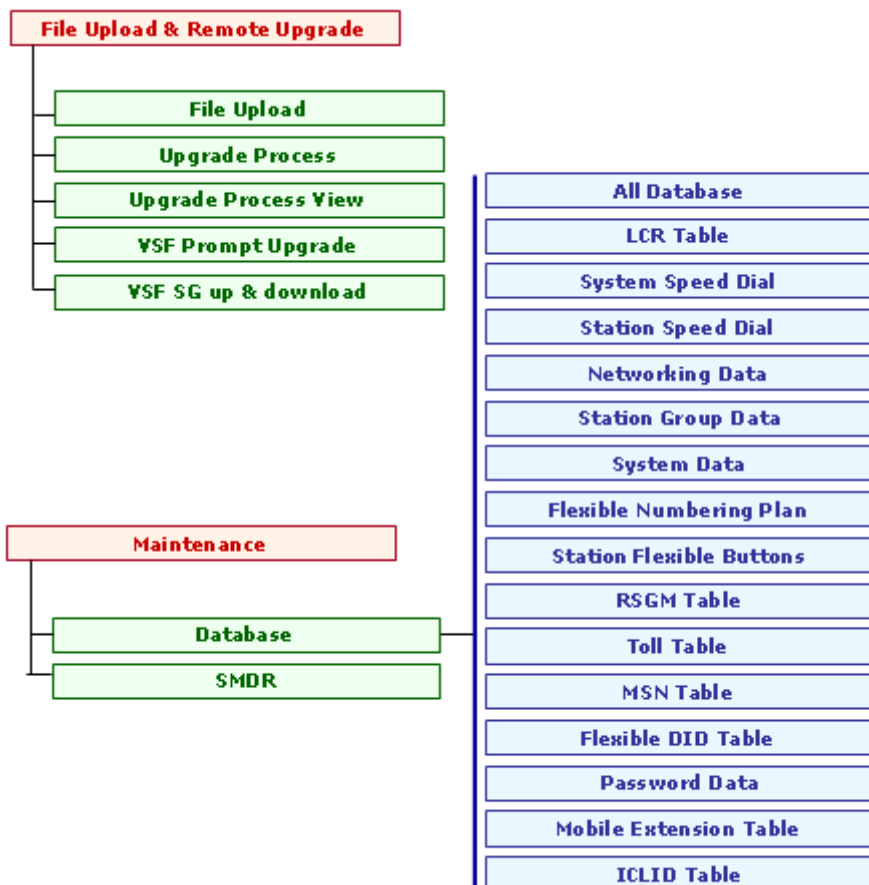 File Upload & Remote Upgrade
File Upload
Upgrade Process
Upgrade Process View
VSF Prompt Upgrade
VSF SG up & download
Maintenance
Database
SMDR
All Database
LCR Table
System Speed Dial
Station Speed Dial
Networking Data
Station Group Data
System Data
Flexible Numbering Plan
Station Flexible Buttons
RSGM Table
Toll Table
MSN Table
Flexible DID Table
Password Data
Mobile Extension Table
ICLID Table